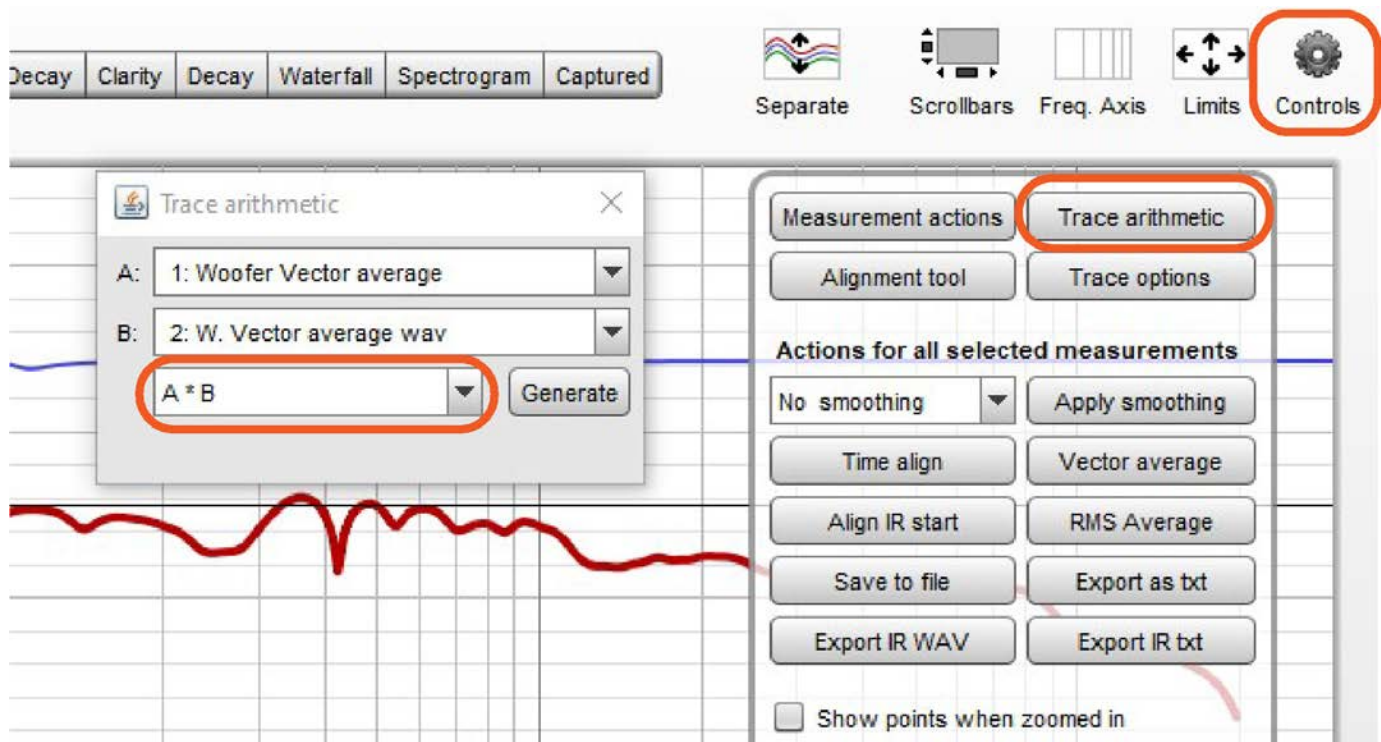 Decay Clarity Decay Waterfall Spectrogram Captured
Separate Scrollbars Freq. Axis Limits Controls
Trace arithmetic
A: 1: Woofer Vector average
B: 2: W. Vector average wav
A * B Generate
Measurement actions Trace arithmetic
Alignment tool Trace options
Actions for all selected measurements
No smoothing Apply smoothing
Time align Vector average
Align IR start RMS Average
Save to file Export as txt
Export IR WAV Export IR txt
Show points when zoomed in